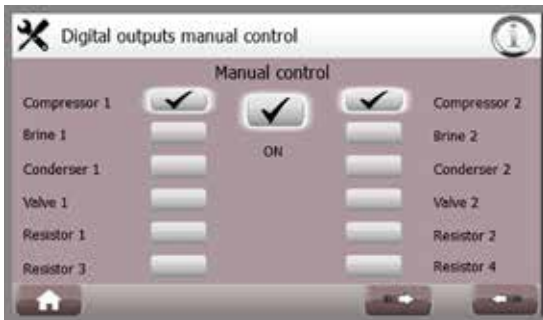 Digital outputs manual control
Manual control
Compressor 1
Compressor 2
ON
Brine 1
Brine 2
Conderser 1
Conderser 2
Valve 1
Valve 2
Resistor 1
Resistor 2
Resistor 3
Resistor 4